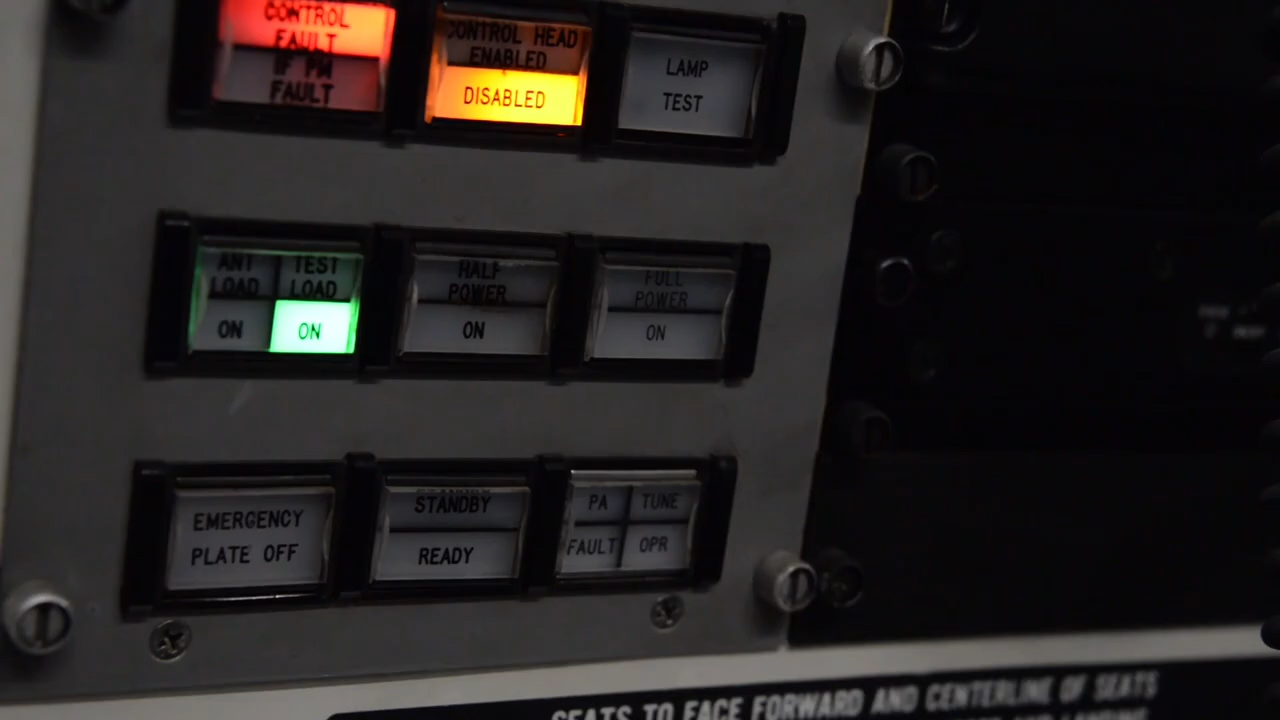 CONTROL
FAULT
IF PM
FAULT
CONTROL HEAD
ENABLED
DISABLED
LAMP
TEST
ANT
LOAD
ON
TEST
LOAD
ON
HALF
POWER
ON
FULL
POWER
ON
EMERGENCY
PLATE OFF
STANDBY
READY
PA
TUNE
FAULT
OPR
SEATS TO FACE FORWARD AND CENTERLINE OF SEATS